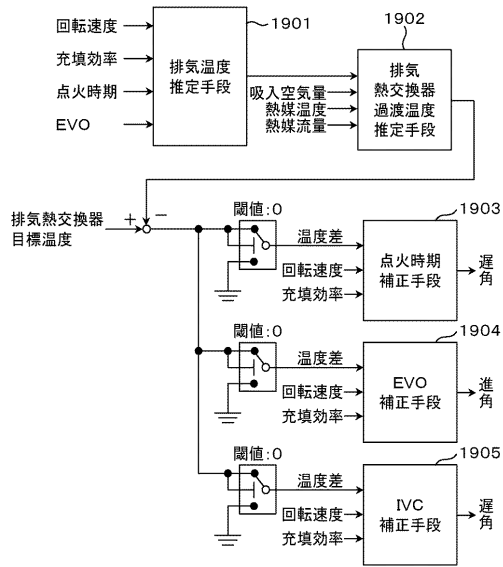 回転速度
充填効率
点火時期
EVO
1901
排気温度
推定手段
1902
排気
熱交換器
過渡温度
推定手段
吸入空気量
熱媒温度
熱媒流量
排気熱交換器
目標温度
+
−
閾値:0
温度差
回転速度
充填効率
1903
点火時期
補正手段
遅角
閾値:0
温度差
回転速度
充填効率
1904
EVO
補正手段
進角
閾値:0
温度差
回転速度
充填効率
1905
IVC
補正手段
遅角